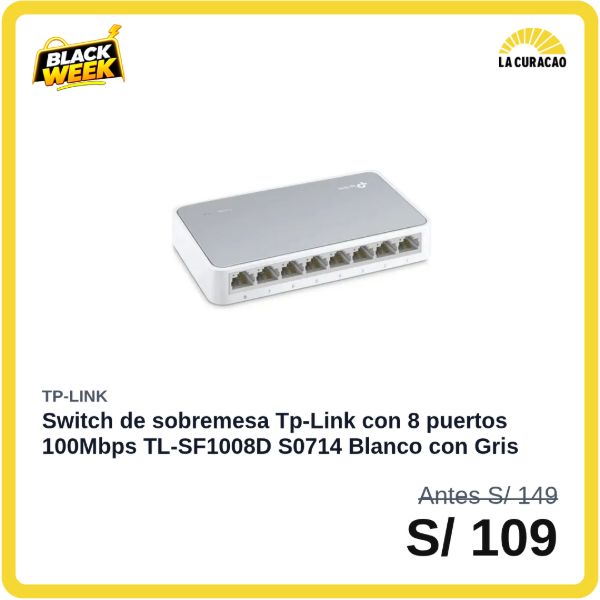 BLACK
WEEK
LA CURACAO
TP-LINK
Switch de sobremesa Tp-Link con 8 puertos
100Mbps TL-SF1008D S0714 Blanco con Gris
Antes S/ 149
S/ 109